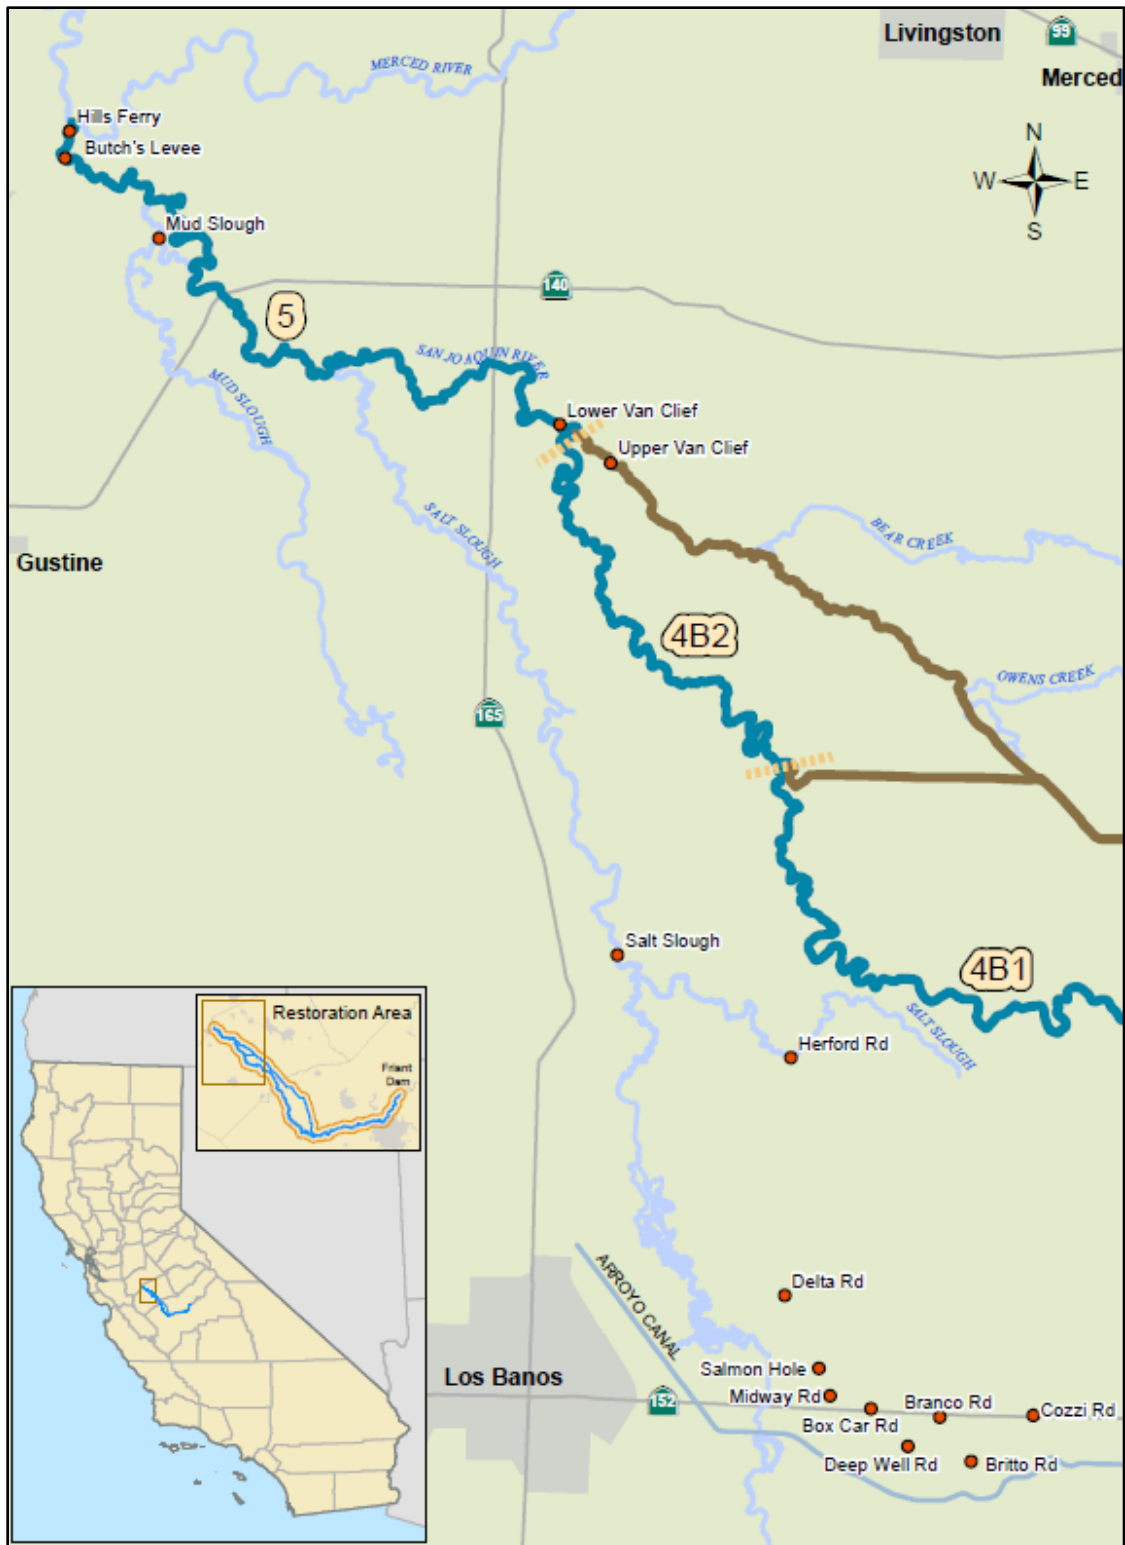 Livingston
99
MERCED RIVER
Merced
Hills Ferry
Butch's Levee
N
W
E
S
Mud Slough
140
5
SAN JOAQUIN RIVER
MUD SLOUGH
Lower Van Clief
Upper Van Clief
SALT SLOUGH
BEAR CREEK
Gustine
4B2
OWENS CREEK
165
Salt Slough
4B1
SALT SLOUGH
Herford Rd
Restoration Area
Friant
Dam
ARROYO CANAL
Delta Rd
Los Banos
Salmon Hole
Midway Rd
152
Branco Rd
Cozzi Rd
Box Car Rd
Deep Well Rd
Britto Rd